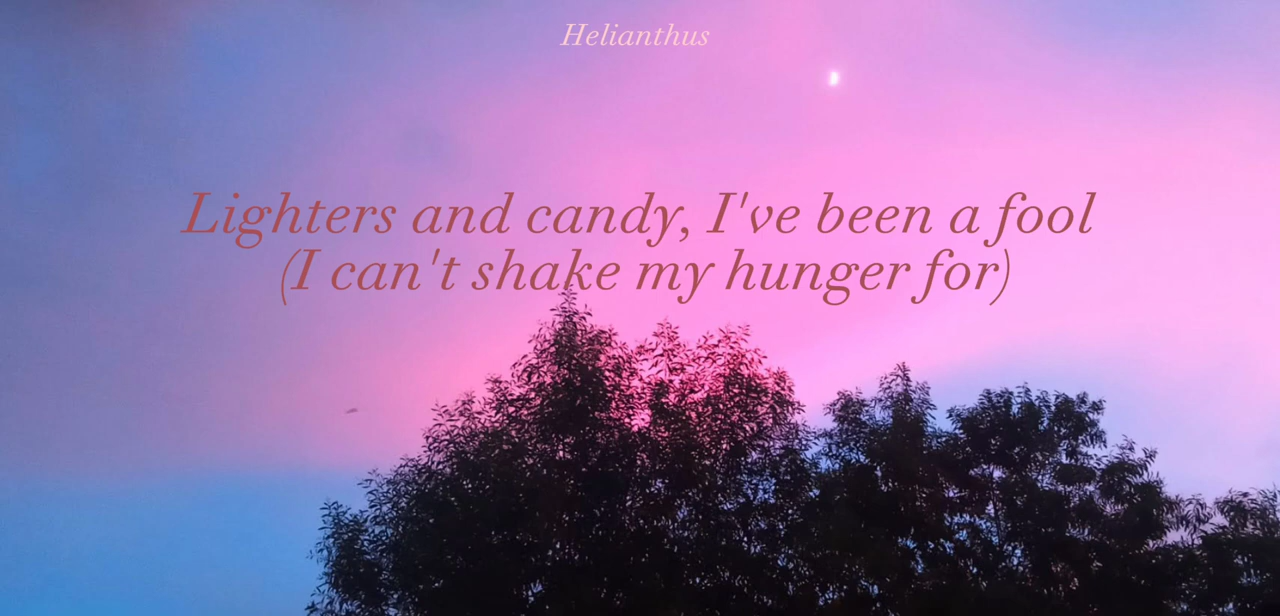 Helianthus
Lighters and candy, I've been a fool
(I can't shake my hunger for)